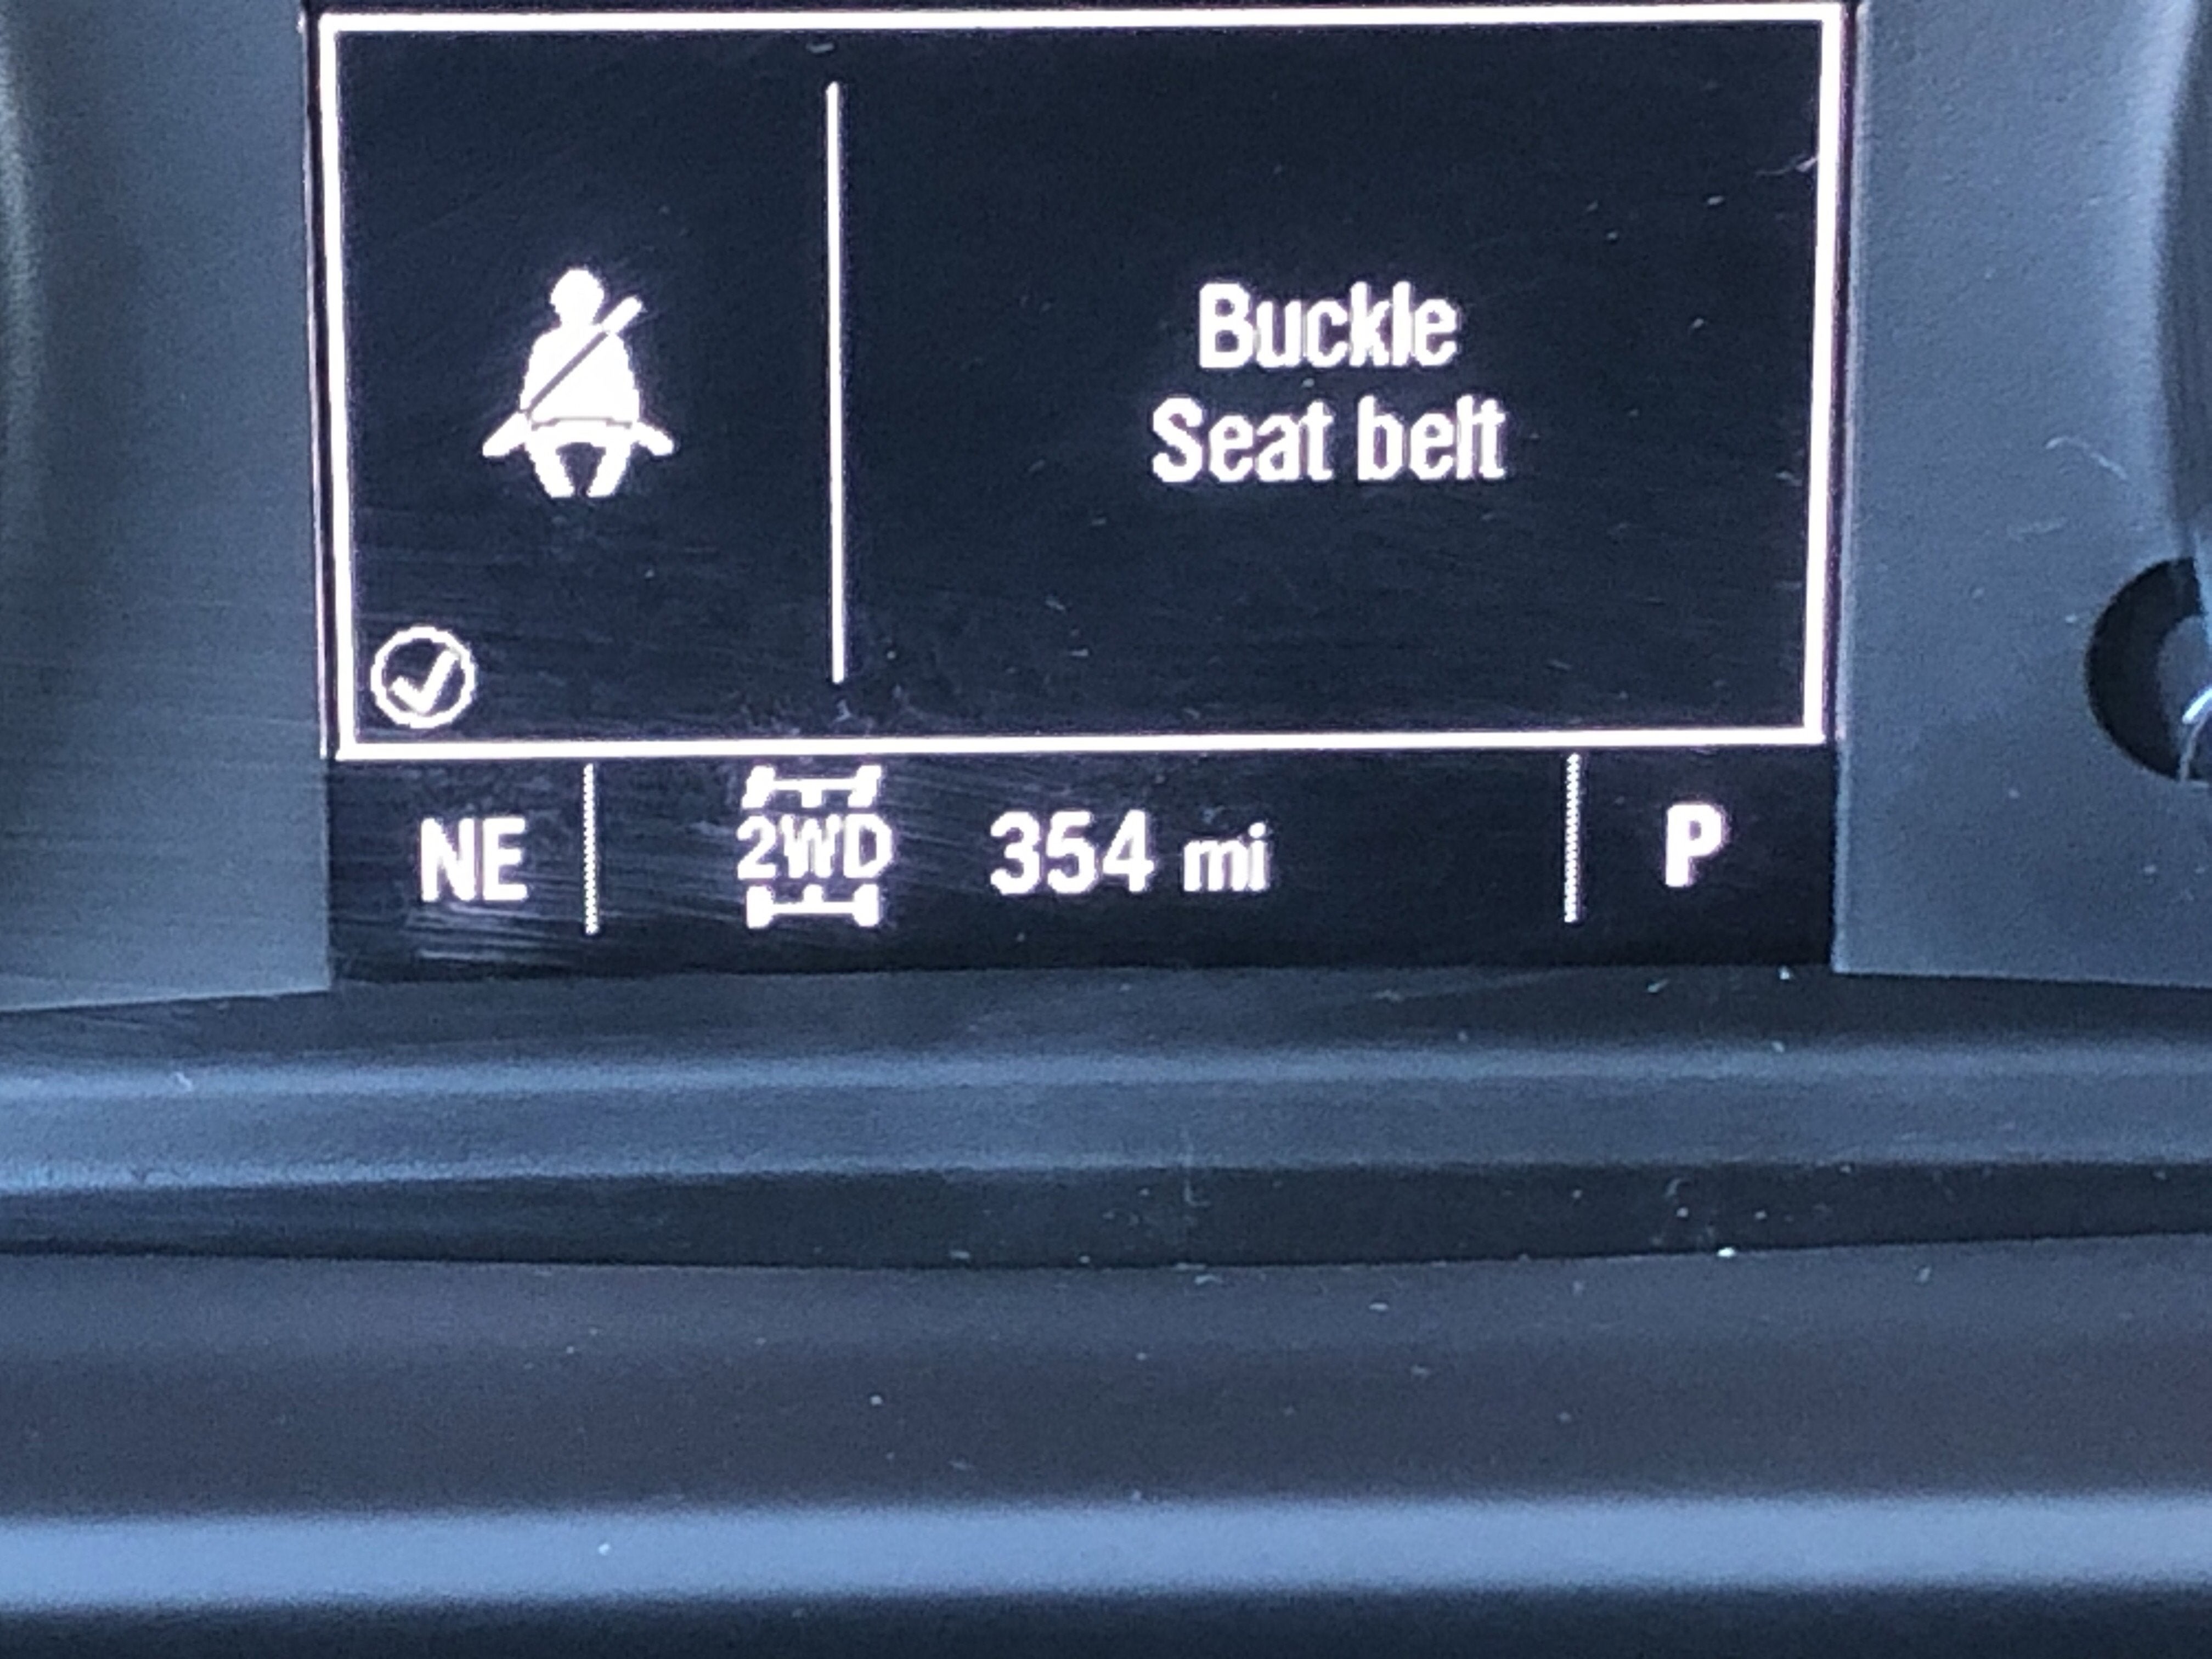 Buckle
Seat belt
NE 2WD 354 mi P